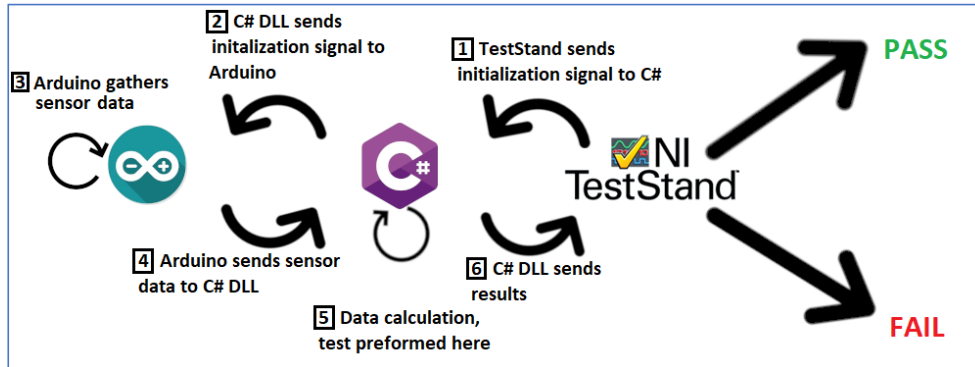 2 C# DLL sends
initalization signal to
Arduino
1 TestStand sends
initialization signal to C#
PASS
3 Arduino gathers
sensor data
C#
NI
TestStand
4 Arduino sends sensor
data to C# DLL
6 C# DLL sends
results
5 Data calculation,
test preformed here
FAIL